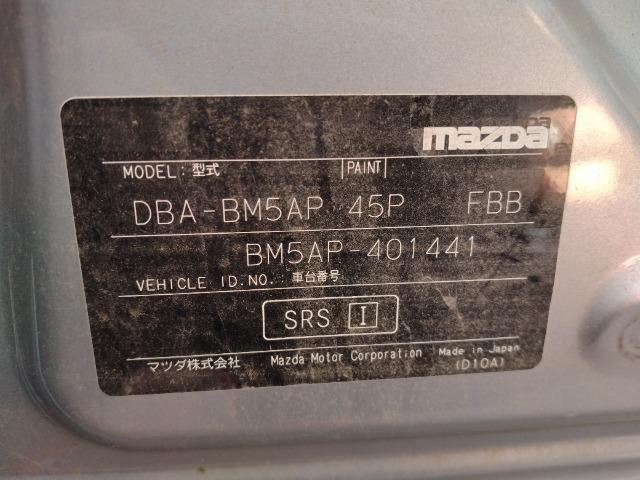 mazda
MODEL: 型式 PAINT
DBA-BM5AP 45P FBB
BM5AP-401441
VEHICLE ID.NO. 車台番号
SRS I
マツダ株式会社 Mazda Motor Corporation Made in Japan
(D10A)